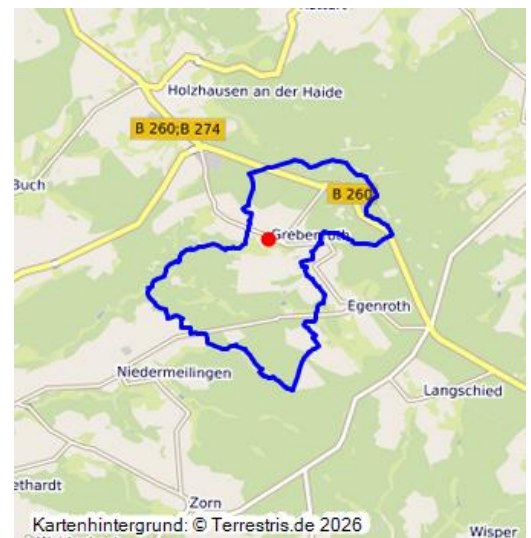 Holzhausen an der Haide
B 260;B 274
Buch
B 260
Grebenroth
Egenroth
Niedermeilingen
Langschied
ethardt
Zorn
Wisper
Kartenhintergrund: © Terrestris.de 2026